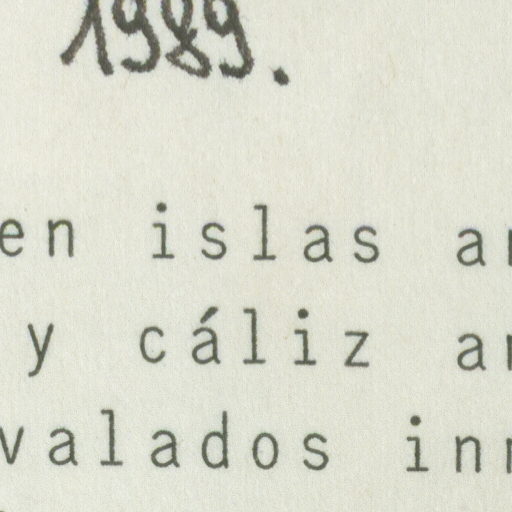 1989.
en islas
y cáliz
valados